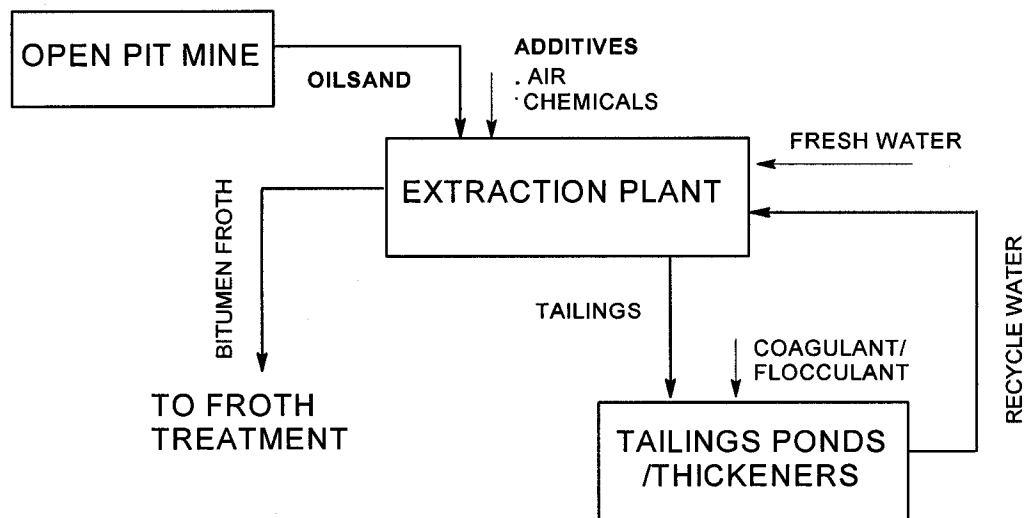 OPEN PIT MINE
OILSAND
ADDITIVES
. AIR
· CHEMICALS
FRESH WATER
EXTRACTION PLANT
BITUMEN FROTH
TAILINGS
RECYCLE WATER
COAGULANT/
FLOCCULANT
TO FROTH
TREATMENT
TAILINGS PONDS
/THICKENERS